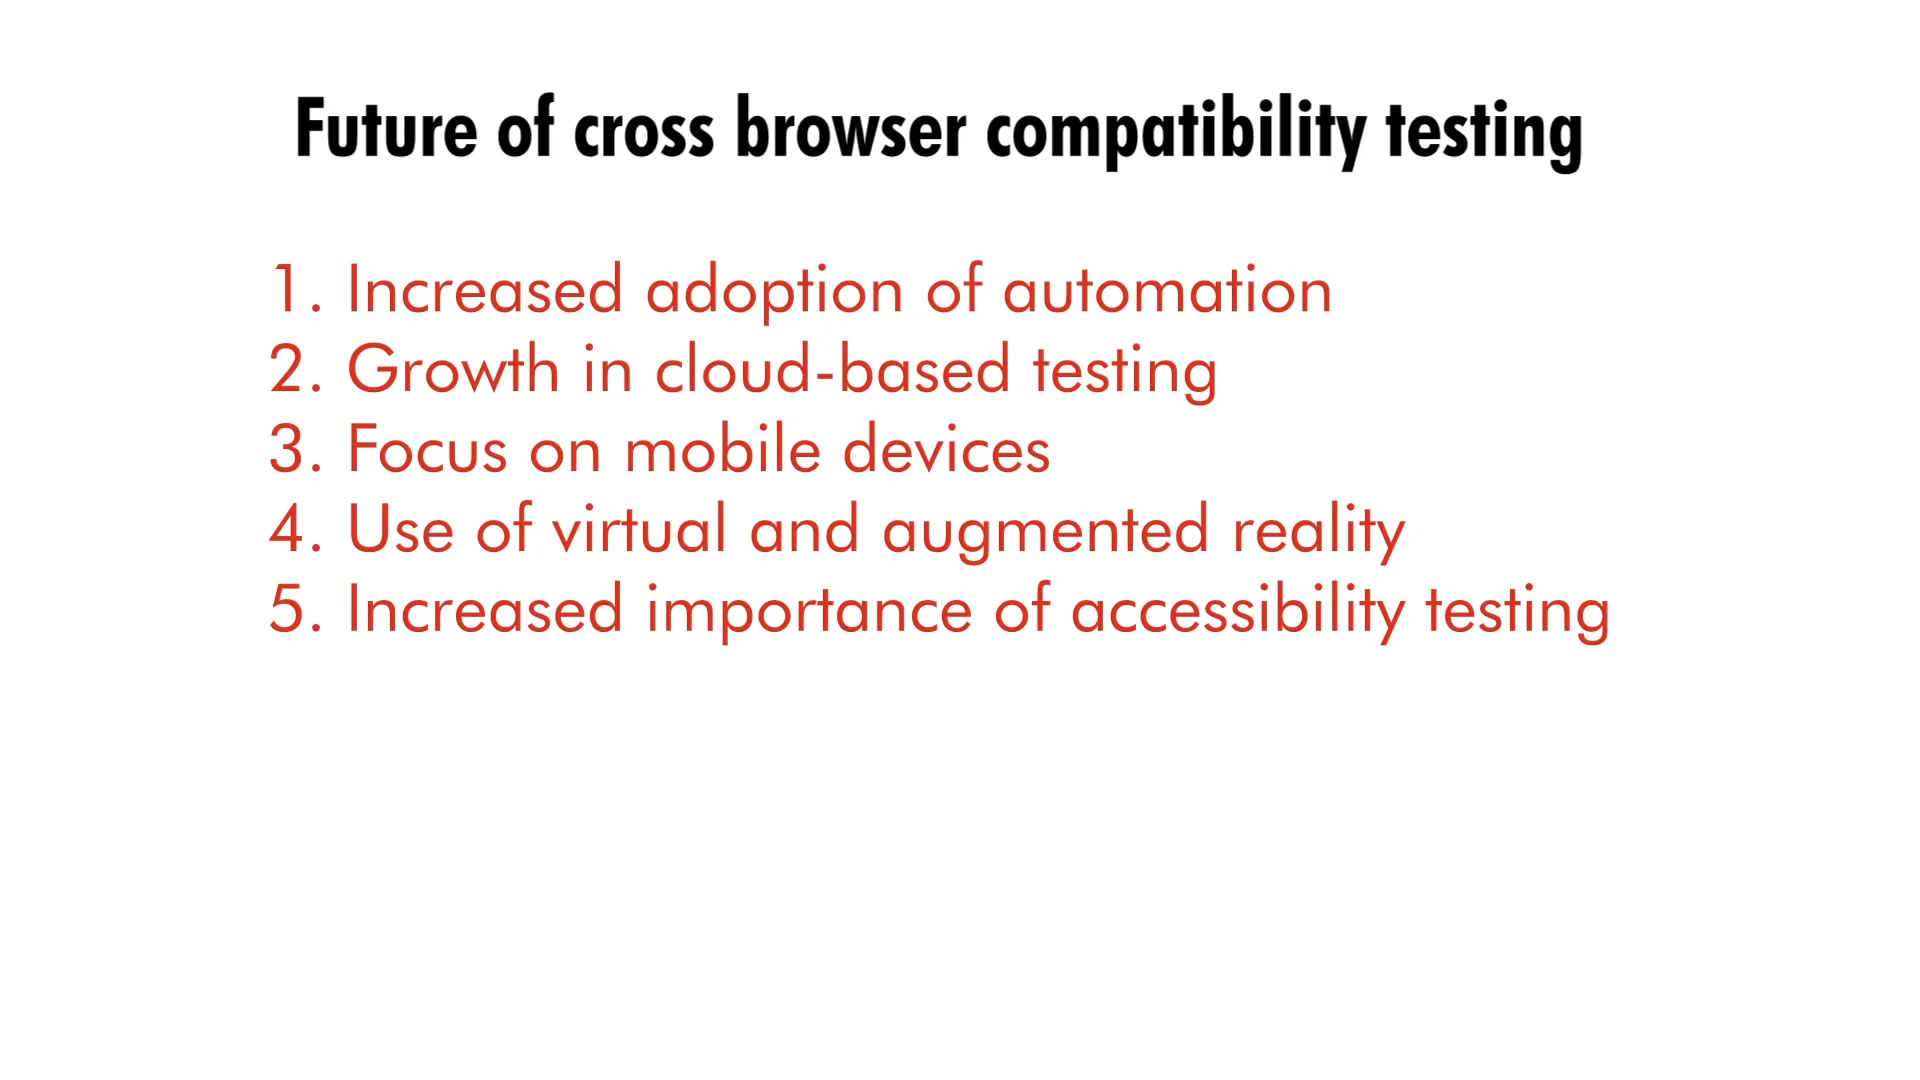 Future of cross browser compatibility testing
1. Increased adoption of automation
2. Growth in cloud-based testing
3. Focus on mobile devices
4. Use of virtual and augmented reality
5. Increased importance of accessibility testing